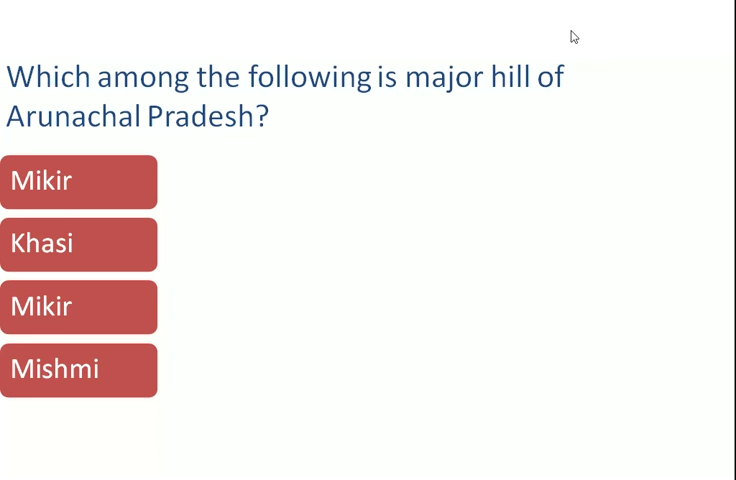 Which among the following is major hill of
Arunachal Pradesh?
Mikir
Khasi
Mikir
Mishmi